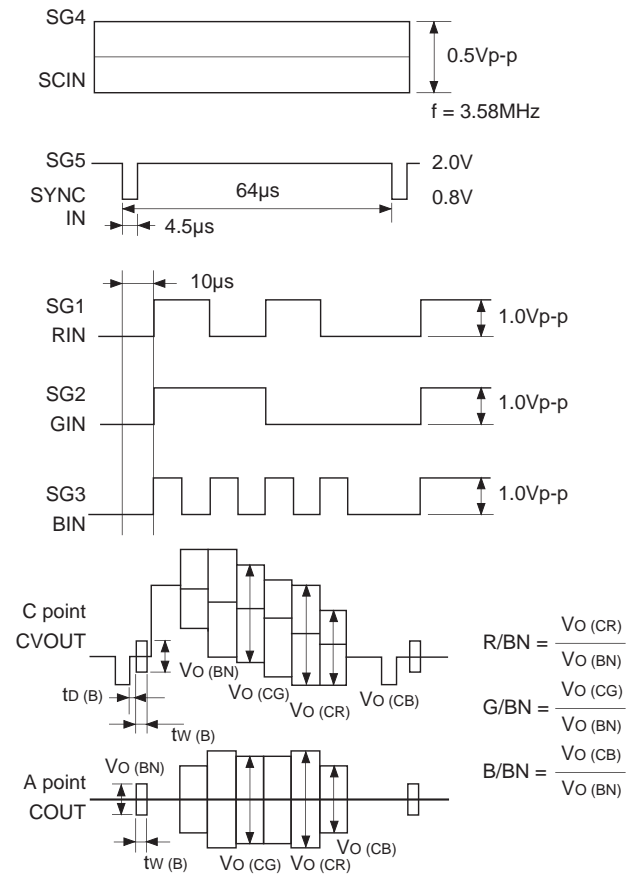 SG4
SCIN
0.5Vp-p
f = 3.58MHz
SG5
SYNC
IN
2.0V
0.8V
64µs
4.5µs
10µs
SG1
RIN
1.0Vp-p
SG2
GIN
1.0Vp-p
SG3
BIN
1.0Vp-p
C point
CVOUT
VO (BN)
VO (CG)
VO (CR)
VO (CB)
tD (B)
tW (B)
R/BN = VO (CR)
VO (BN)
G/BN = VO (CG)
VO (BN)
B/BN = VO (CB)
VO (BN)
VO (BN)
A point
COUT
tW (B)
VO (CG)
VO (CR)
VO (CB)